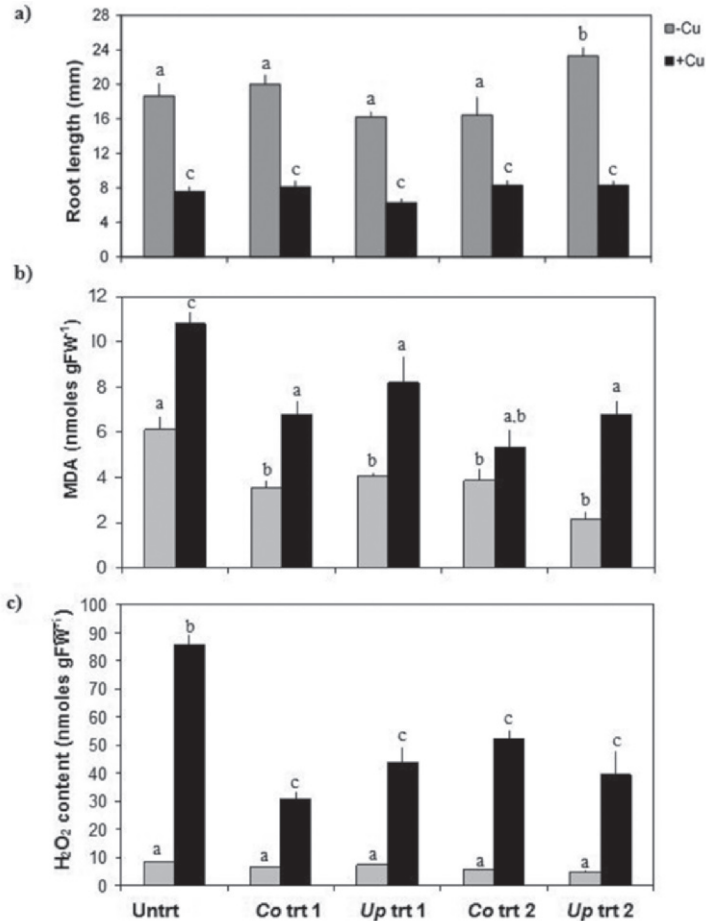 a)
28
24
20
16
12
8
4
0
Root length (mm)
a
c
a
c
a
c
a
c
b
c
-Cu
+Cu
b)
12
10
8
6
4
2
0
MDA (nmoles gFW⁻¹)
a
c
b
a
b
a
b
a,b
b
a
c)
100
90
80
70
60
50
40
30
20
10
0
H₂O₂ content (nmoles gFW⁻¹)
a
b
a
c
a
c
a
c
a
c
Untrt
Co trt 1
Up trt 1
Co trt 2
Up trt 2